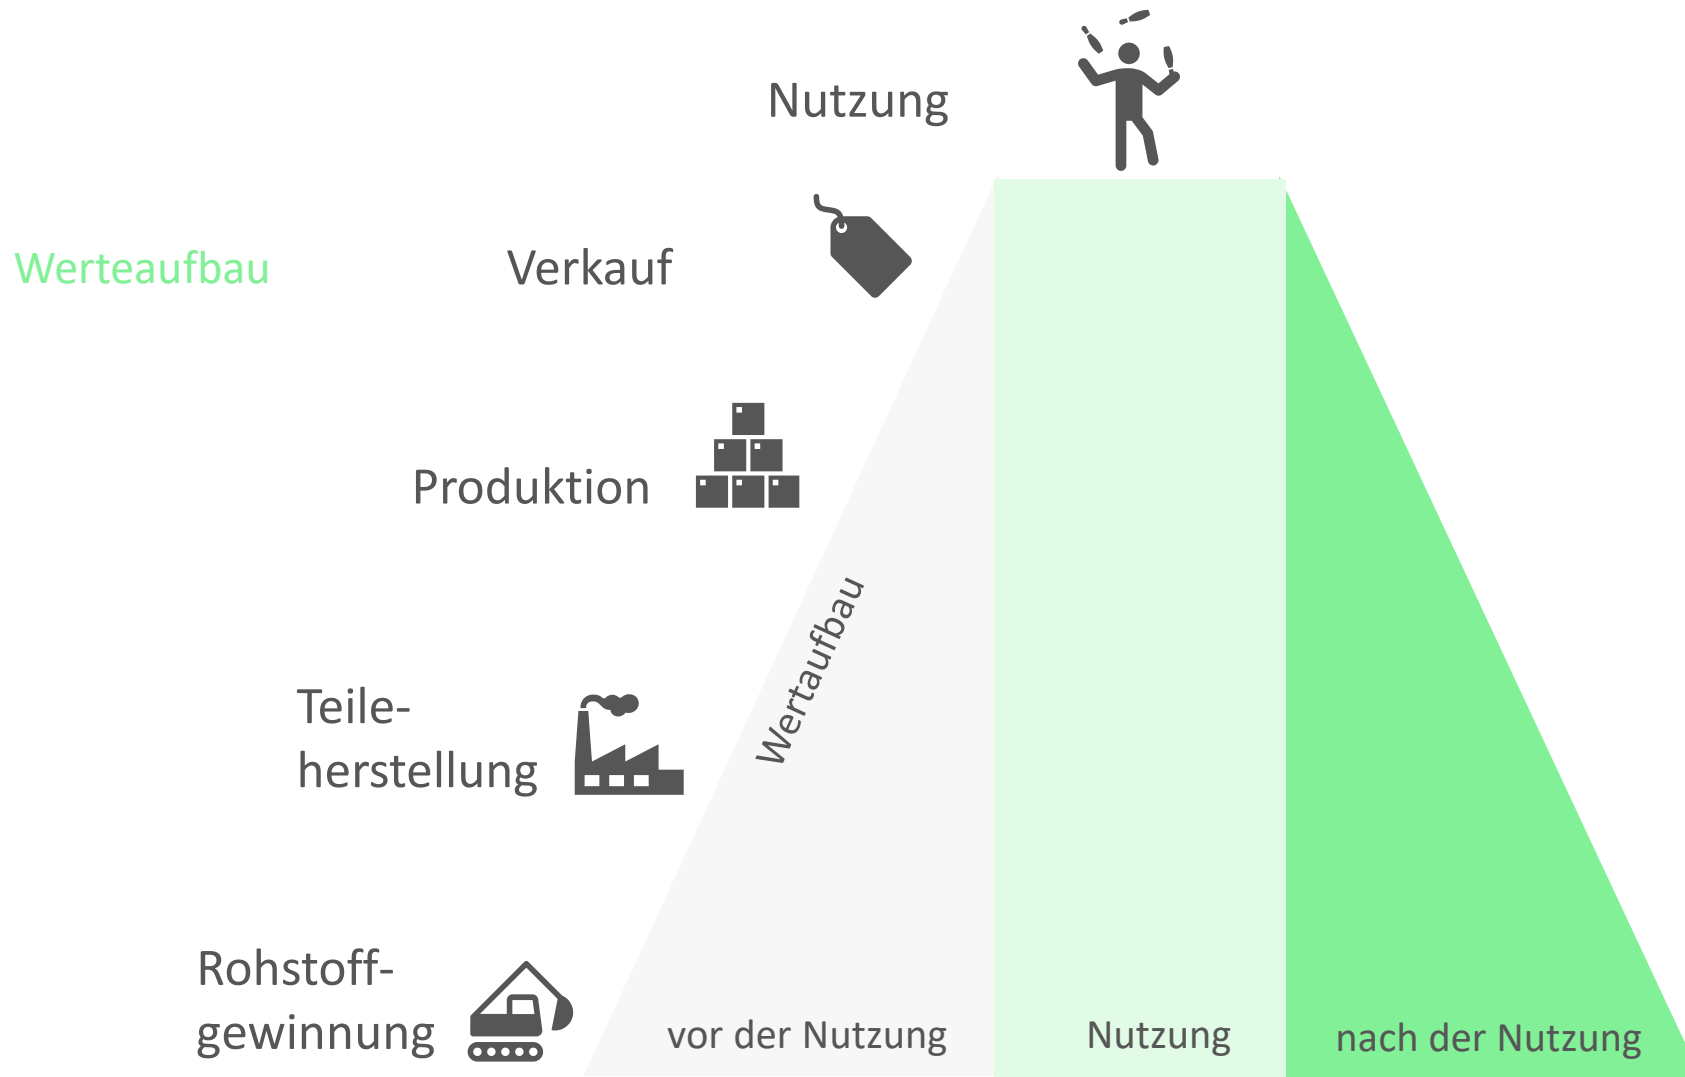 Nutzung
Werteaufbau
Verkauf
Produktion
Wertaufbau
Teile-
herstellung
Rohstoff-
gewinnung
vor der Nutzung
Nutzung
nach der Nutzung